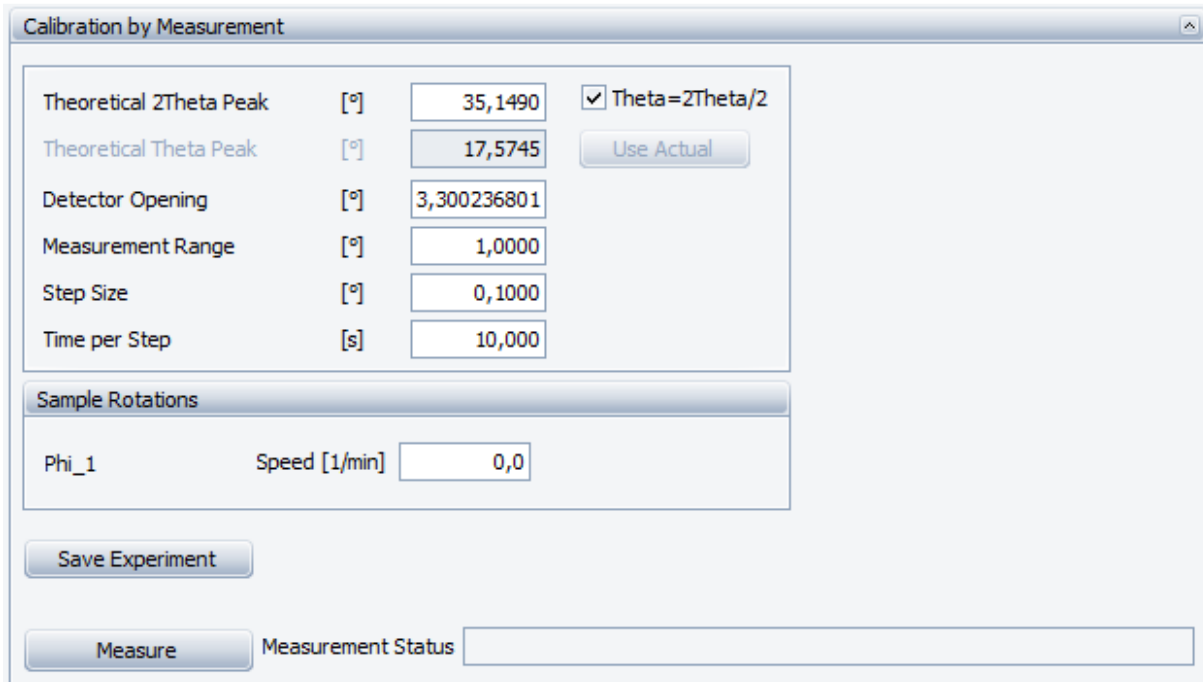 Calibration by Measurement
Theoretical 2Theta Peak [°] 35,1490 Theta=2Theta/2
Theoretical Theta Peak [°] 17,5745 Use Actual
Detector Opening [°] 3,300236801
Measurement Range [°] 1,0000
Step Size [°] 0,1000
Time per Step [s] 10,000
Sample Rotations
Phi_1 Speed [1/min] 0,0
Save Experiment
Measure Measurement Status